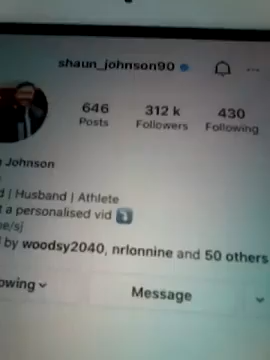 shaun_johnson90
646 312 k 430
Posts Followers Following
Johnson
| Husband | Athlete
a personalised vid
by woodsy2040, nrlonnine and 50 others
owing
Message